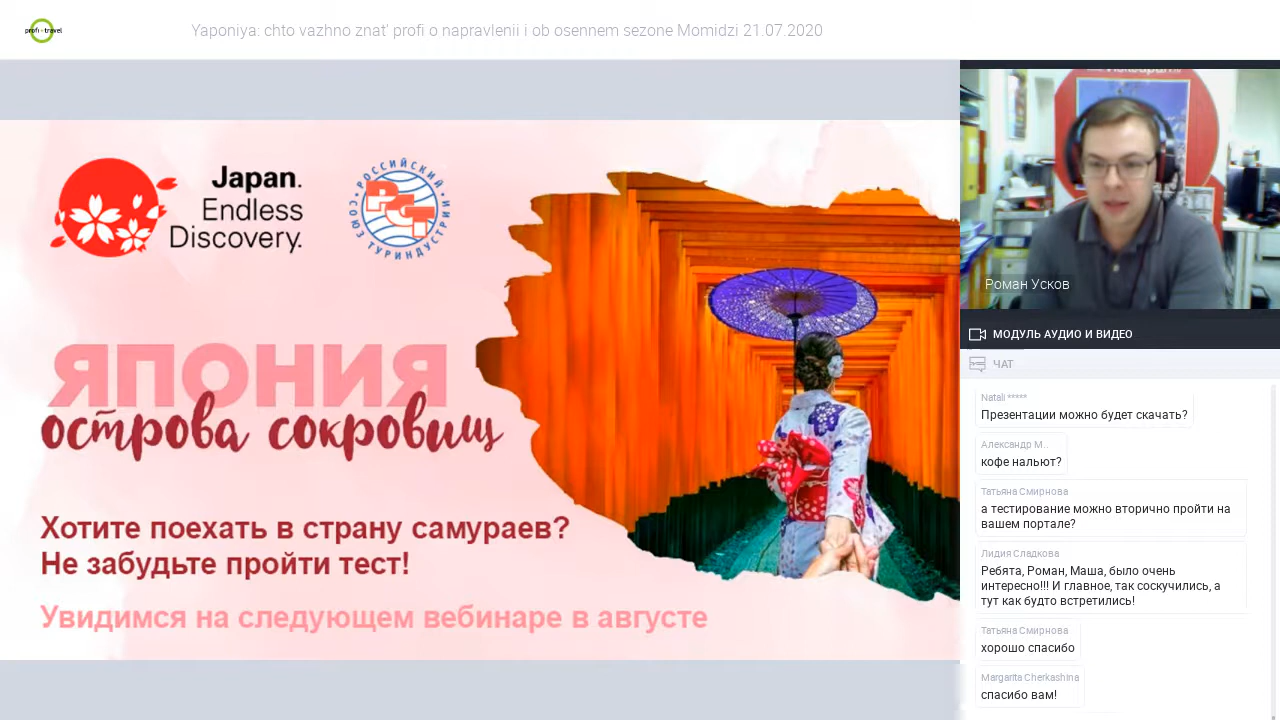 profi - travel
Yaponiya: chto vazhno znat' profi o napravlenii i ob osennem sezone Momidzi 21.07.2020
Japan.
Endless
Discovery.
РОССИЙСКИЙ
СОЮЗ ТУРИНДУСТРИИ
РСТ
ЯПОНИЯ
острова сокровищ
Хотите поехать в страну самураев?
Не забудьте пройти тест!
Увидимся на следующем вебинаре в августе
Роман Усков
МОДУЛЬ АУДИО И ВИДЕО
ЧАТ
Natali *****
Презентации можно будет скачать?
Александр М..
кофе нальют?
Татьяна Смирнова
а тестирование можно вторично пройти на
вашем портале?
Лидия Сладкова
Ребята, Роман, Маша, было очень
интересно!!! И главное, так соскучились, а
тут как будто встретились!
Татьяна Смирнова
хорошо спасибо
Margarita Cherkashina
спасибо вам!